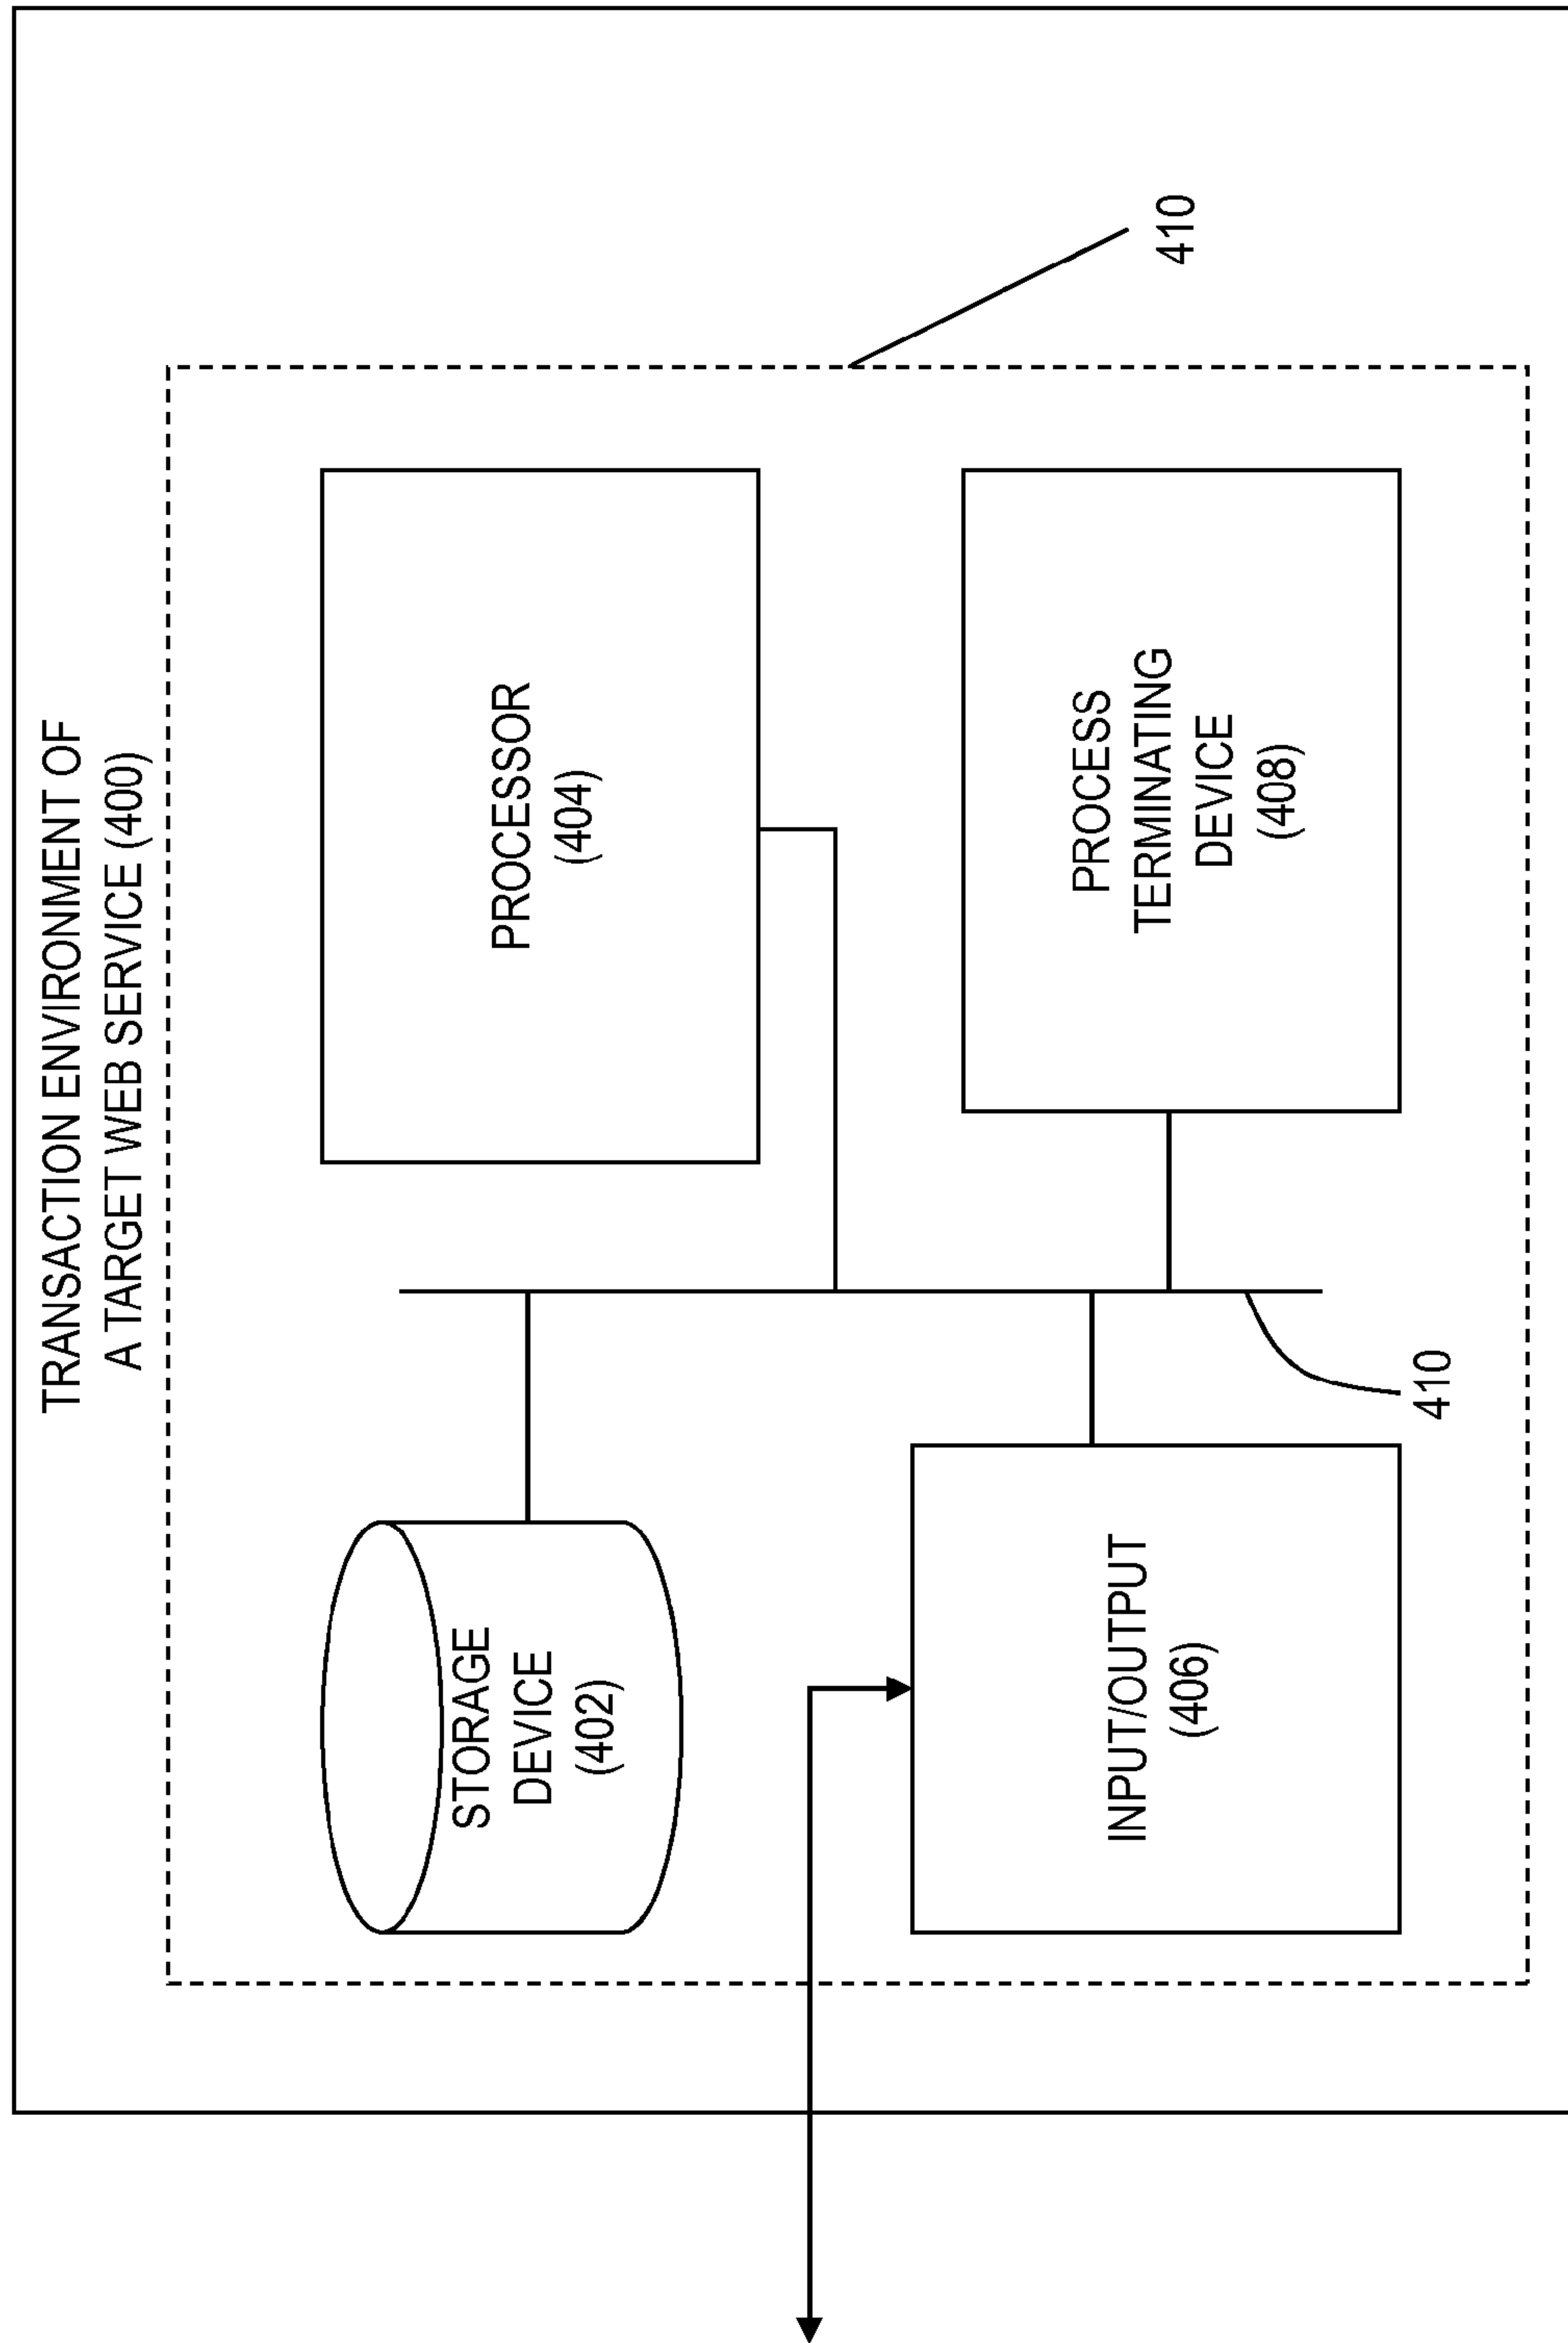 TRANSACTION ENVIRONMENT OF
A TARGET WEB SERVICE (400)
STORAGE
DEVICE
(402)
PROCESSOR
(404)
410
INPUT/OUTPUT
(406)
PROCESS
TERMINATING
DEVICE
(408)
410